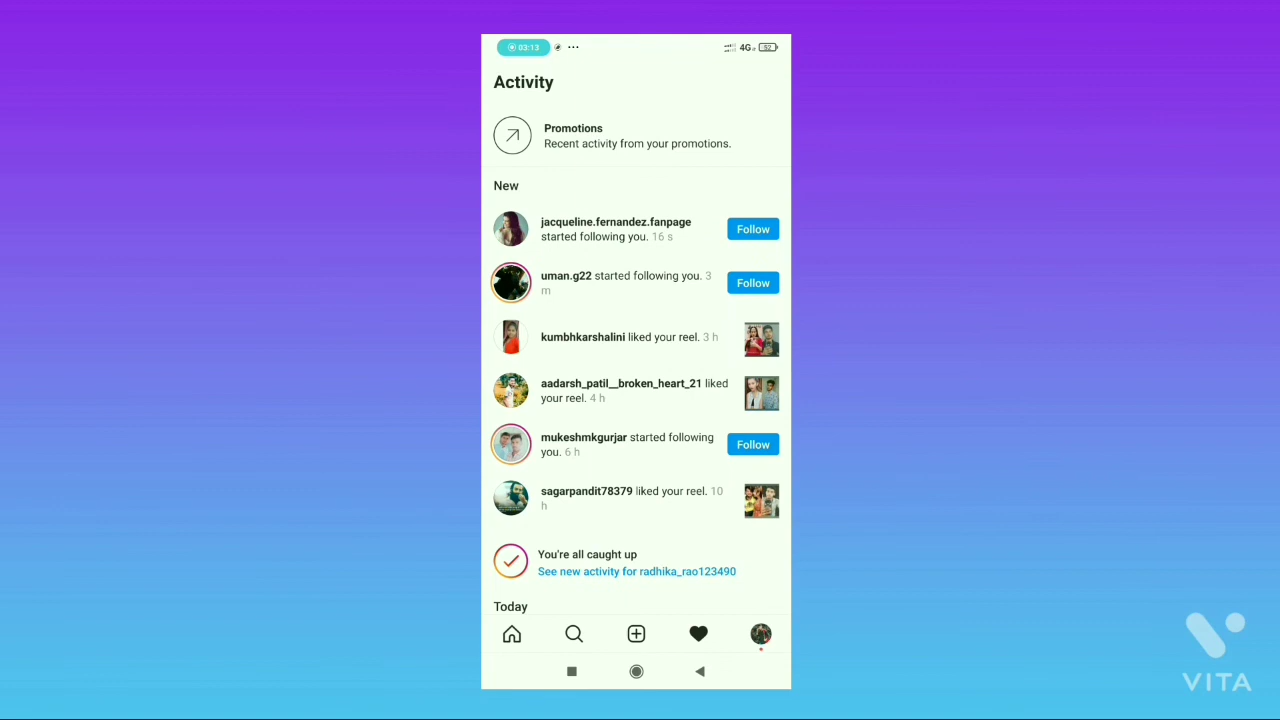 03:13 ··· 4G 52
Activity
Promotions
Recent activity from your promotions.
New
jacqueline.fernandez.fanpage
started following you. 16 s
Follow
uman.g22 started following you. 3
m
Follow
kumbhkarshalini liked your reel. 3 h
aadarsh_patil__broken_heart_21 liked
your reel. 4 h
mukeshmkgurjar started following
you. 6 h
Follow
sagarpandit78379 liked your reel. 10
h
You're all caught up
See new activity for radhika_rao123490
Today
VITA